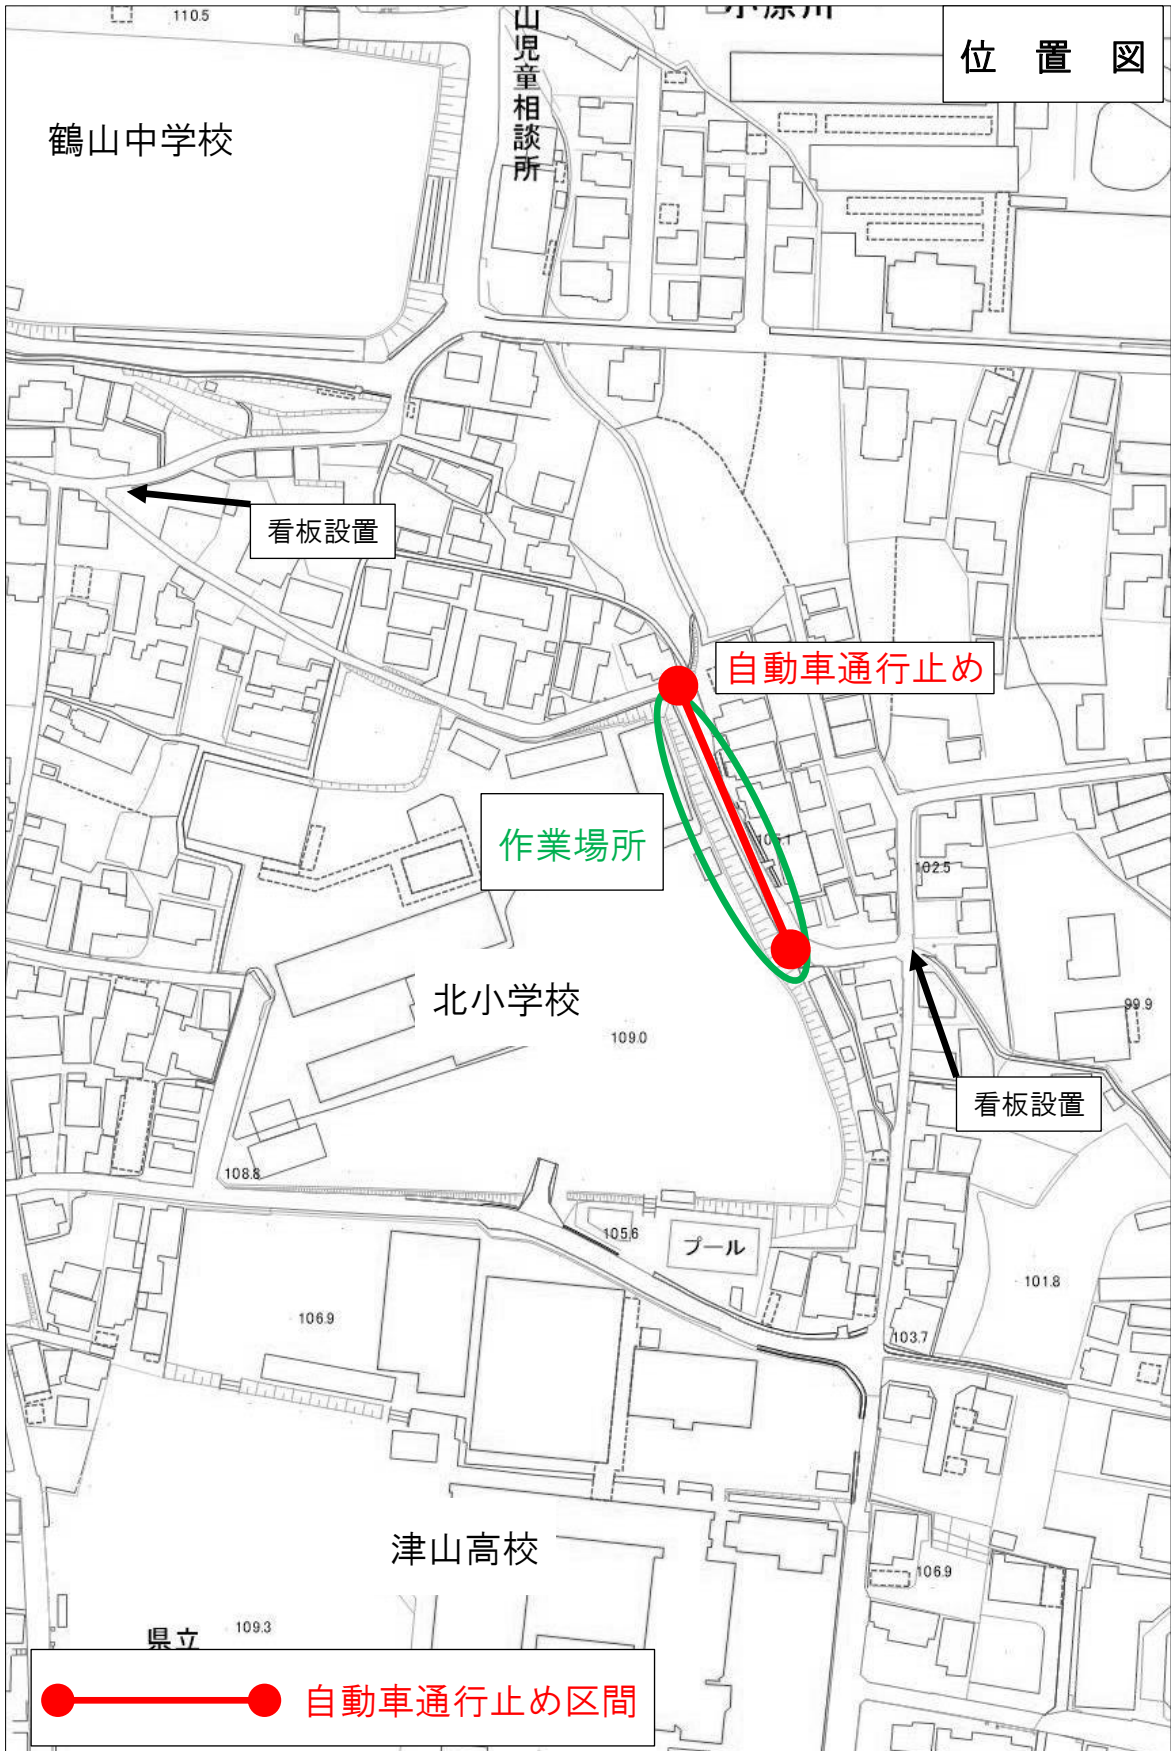 110.5
位置図
鶴山中学校
山児童相談所
看板設置
自動車通行止め
作業場所
102.5
北小学校
109.0
99.9
看板設置
108.8
105.6
プール
101.8
106.9
103.7
津山高校
106.9
県立
109.3
自動車通行止め区間